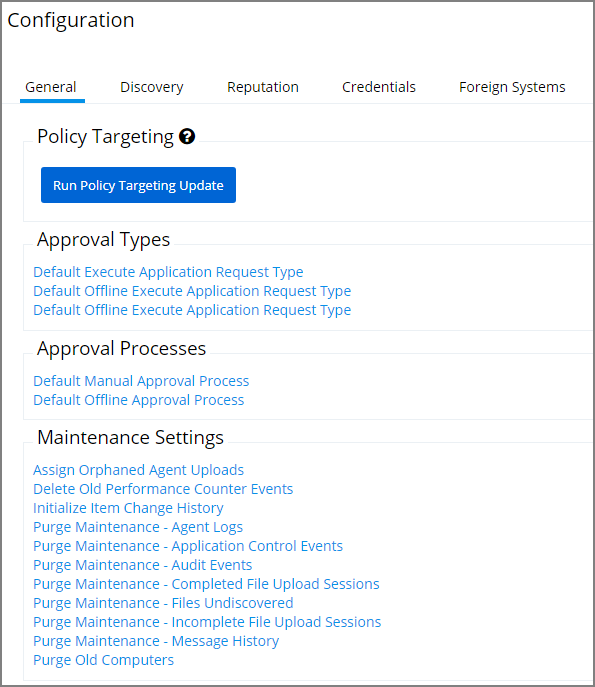 Configuration
General Discovery Reputation Credentials Foreign Systems
Policy Targeting ?
Run Policy Targeting Update
Approval Types
Default Execute Application Request Type
Default Offline Execute Application Request Type
Default Offline Execute Application Request Type
Approval Processes
Default Manual Approval Process
Default Offline Approval Process
Maintenance Settings
Assign Orphaned Agent Uploads
Delete Old Performance Counter Events
Initialize Item Change History
Purge Maintenance - Agent Logs
Purge Maintenance - Application Control Events
Purge Maintenance - Audit Events
Purge Maintenance - Completed File Upload Sessions
Purge Maintenance - Files Undiscovered
Purge Maintenance - Incomplete File Upload Sessions
Purge Maintenance - Message History
Purge Old Computers